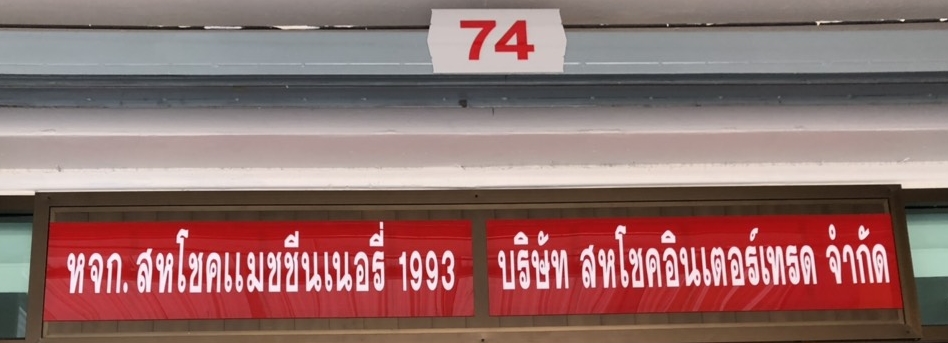 74
หจก. สหโชคแมชชีนเนอรี่ 1993
บริษัท สหโชคอินเตอร์เทรด จำกัด